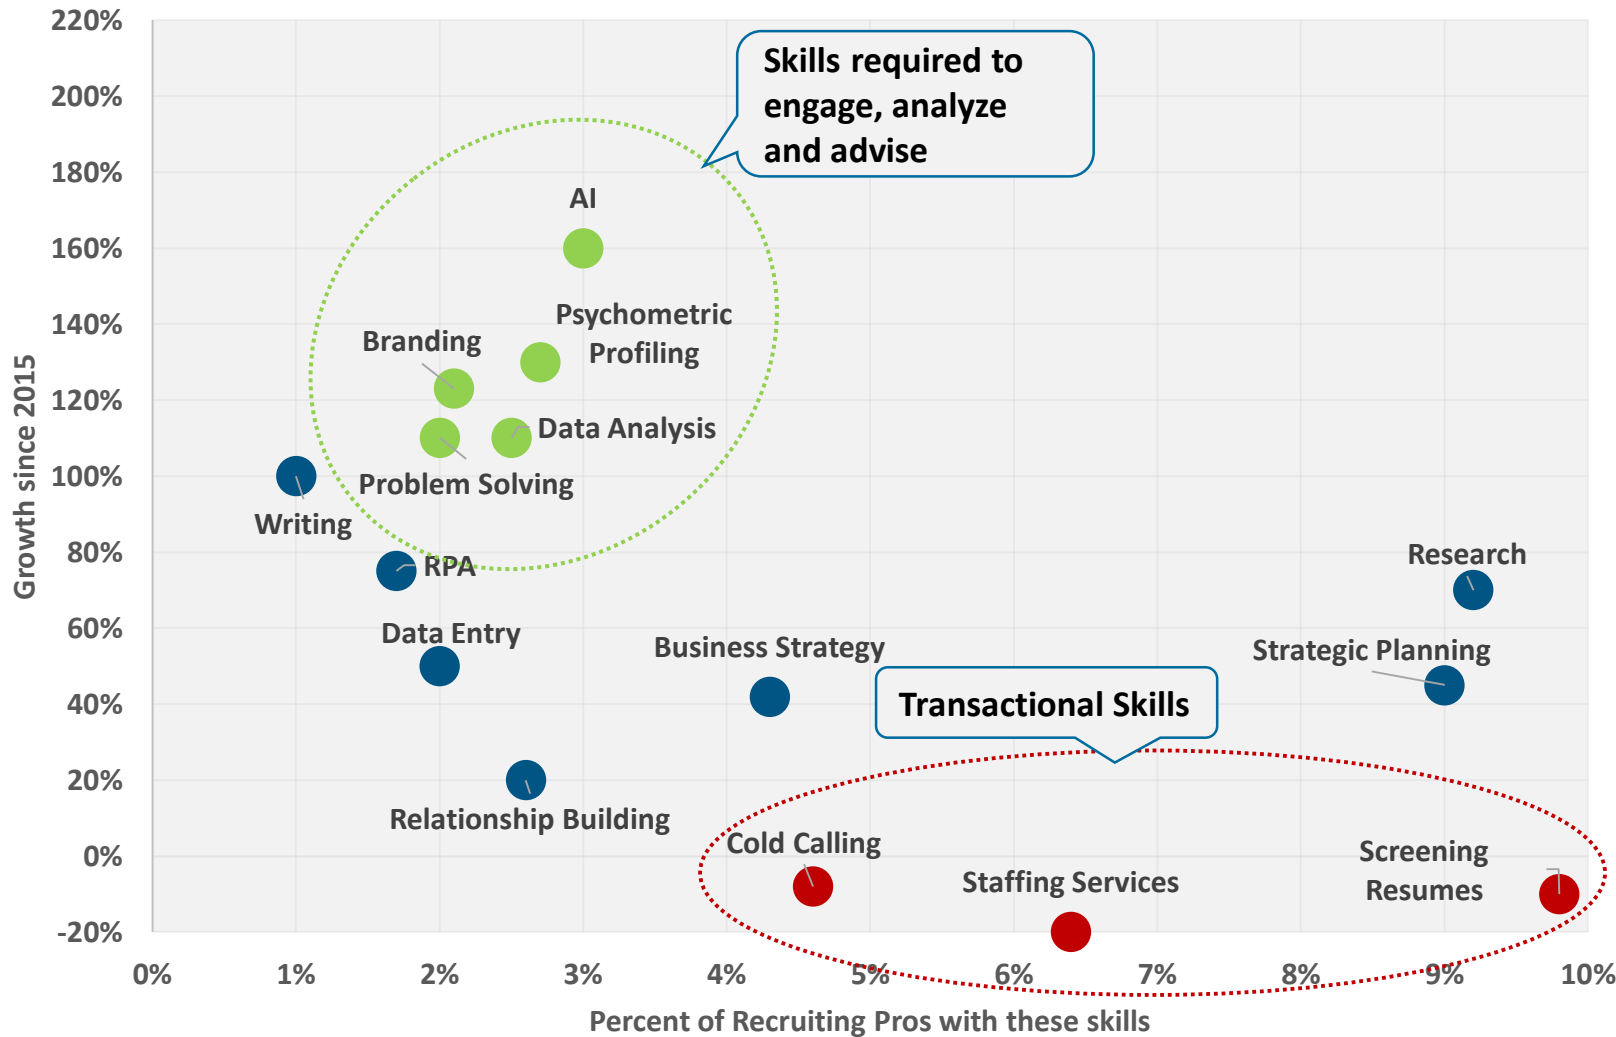 220%
200%
180%
160%
140%
120%
100%
80%
60%
40%
20%
0%
-20%
Growth since 2015
Skills required to
engage, analyze
and advise
AI
Psychometric
Profiling
Branding
Data Analysis
Problem Solving
Writing
RPA
Research
Data Entry
Business Strategy
Strategic Planning
Transactional Skills
Relationship Building
Cold Calling
Staffing Services
Screening
Resumes
0% 1% 2% 3% 4% 5% 6% 7% 8% 9% 10%
Percent of Recruiting Pros with these skills